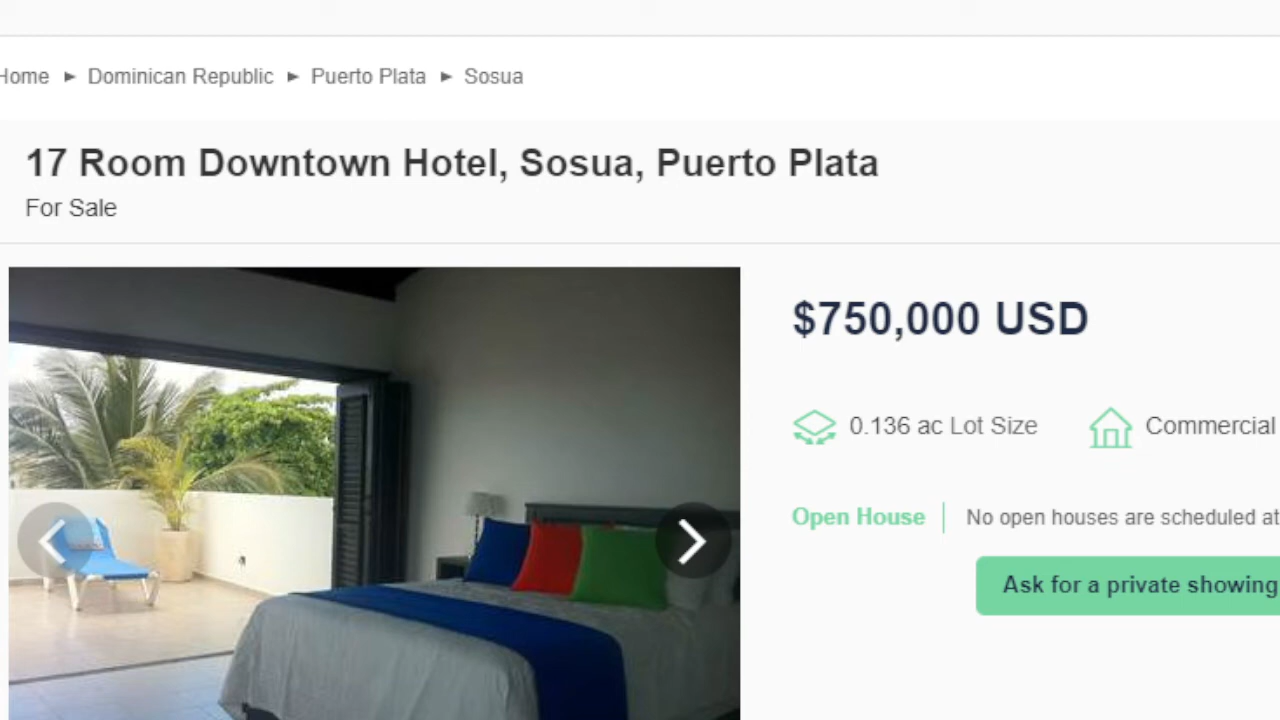 Home ► Dominican Republic ► Puerto Plata ► Sosua
17 Room Downtown Hotel, Sosua, Puerto Plata
For Sale
$750,000 USD
0.136 ac Lot Size Commercial
Open House | No open houses are scheduled at
Ask for a private showing